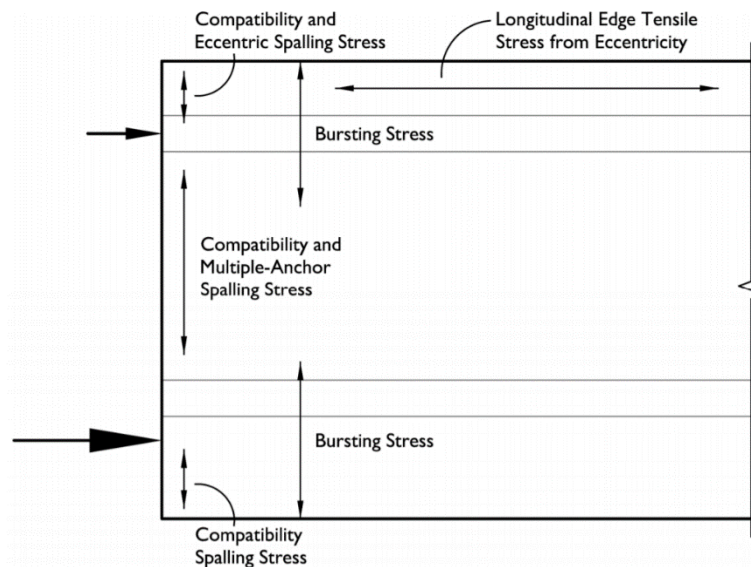 Compatibility and
Eccentric Spalling Stress
Longitudinal Edge Tensile
Stress from Eccentricity
Bursting Stress
Compatibility and
Multiple-Anchor
Spalling Stress
Bursting Stress
Compatibility
Spalling Stress